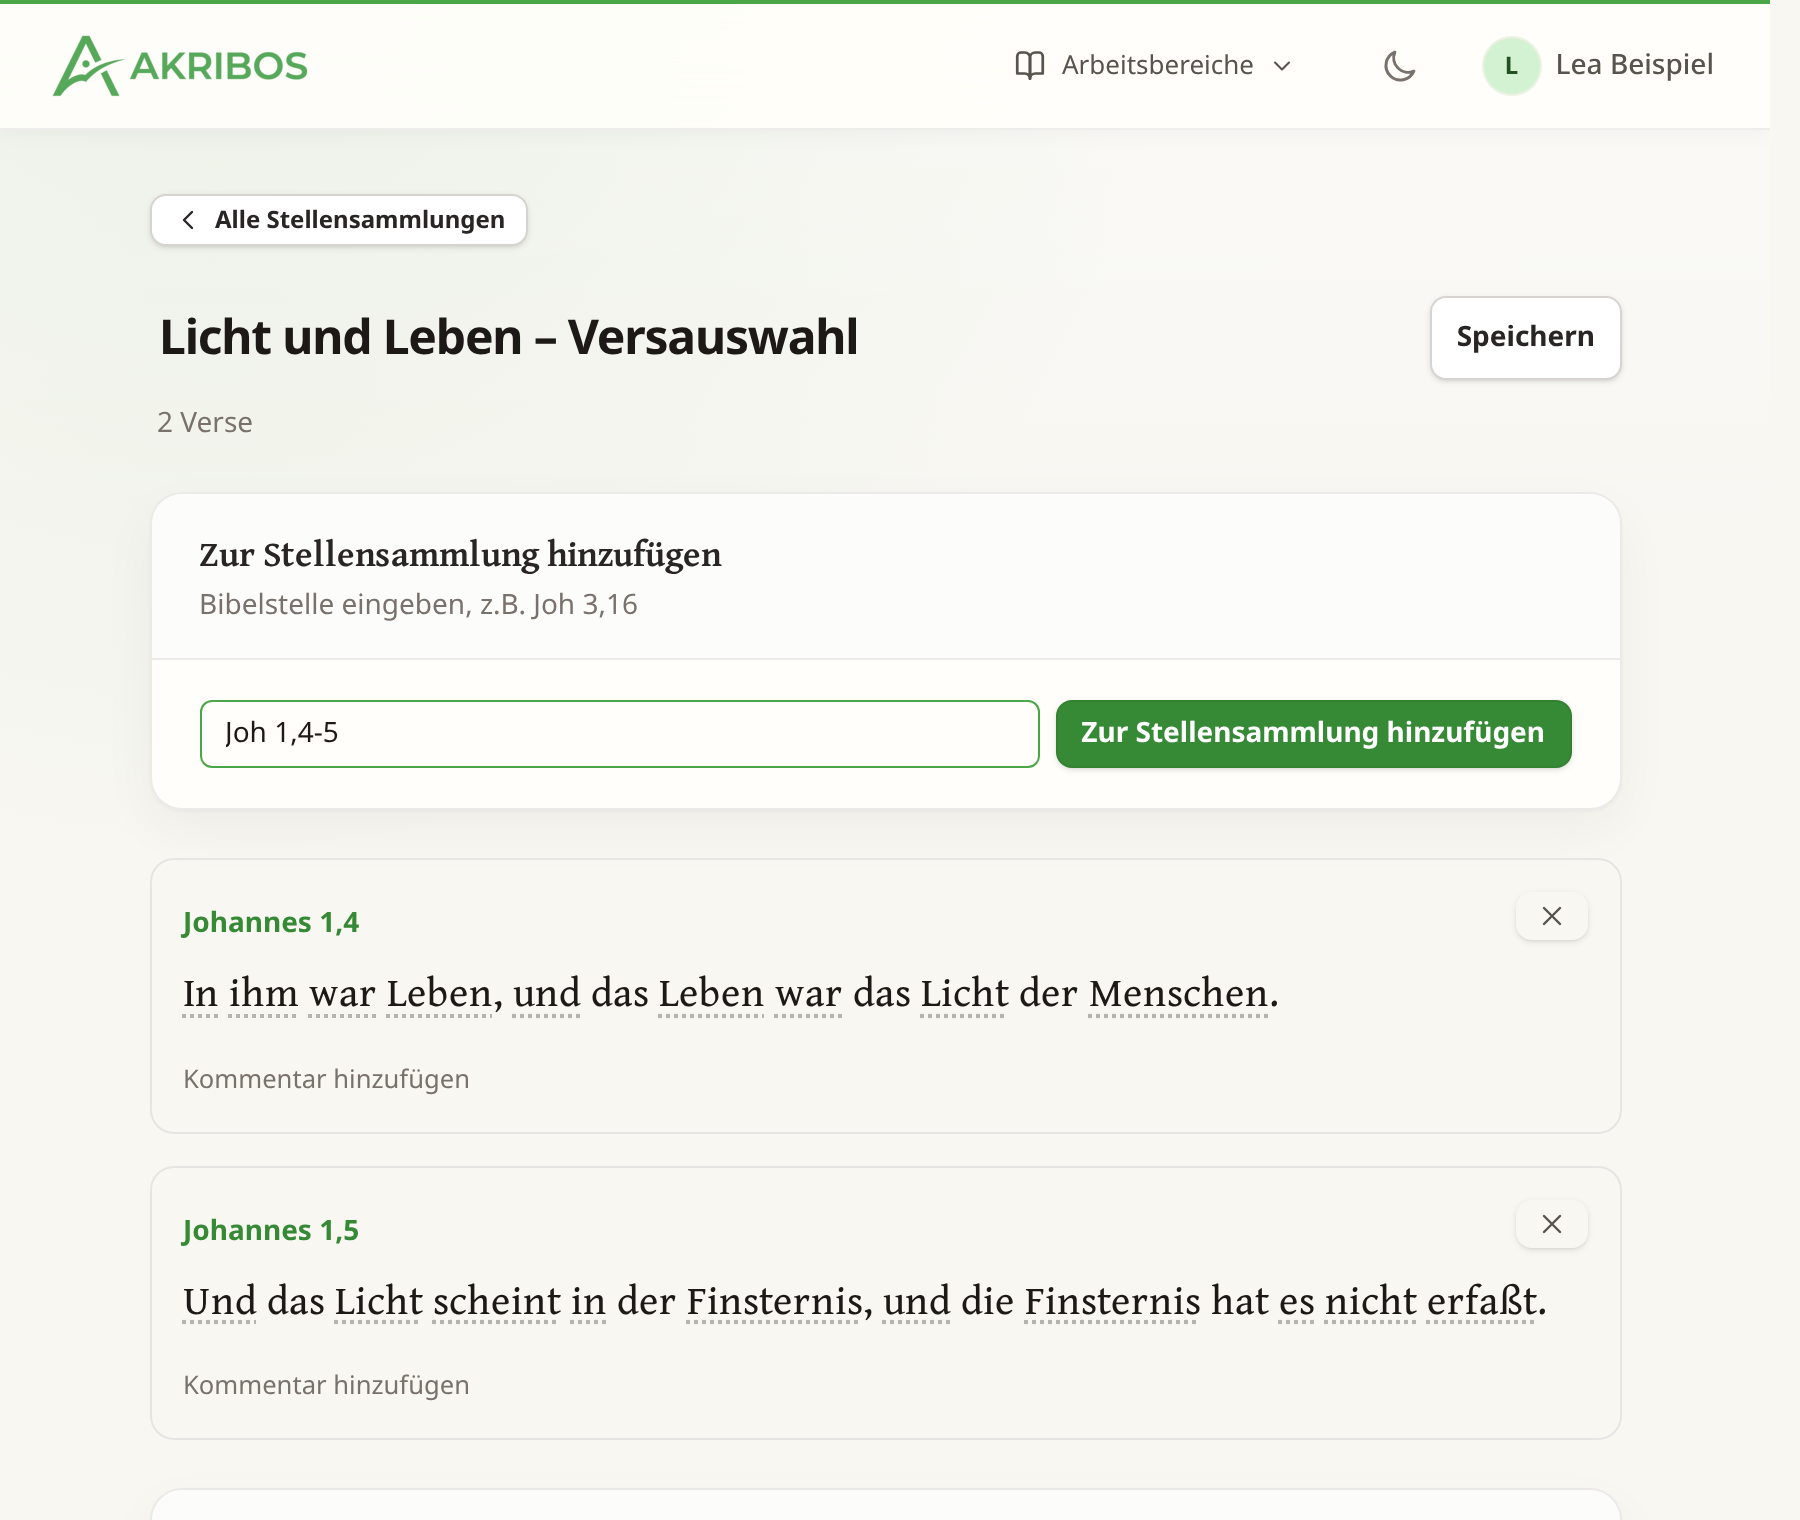 AKRIBOS
Arbeitsbereiche
L
Lea Beispiel
Alle Stellensammlungen
Licht und Leben – Versauswahl
Speichern
2 Verse
Zur Stellensammlung hinzufügen
Bibelstelle eingeben, z.B. Joh 3,16
Joh 1,4-5
Zur Stellensammlung hinzufügen
Johannes 1,4
In ihm war Leben, und das Leben war das Licht der Menschen.
Kommentar hinzufügen
Johannes 1,5
Und das Licht scheint in der Finsternis, und die Finsternis hat es nicht erfaßt.
Kommentar hinzufügen